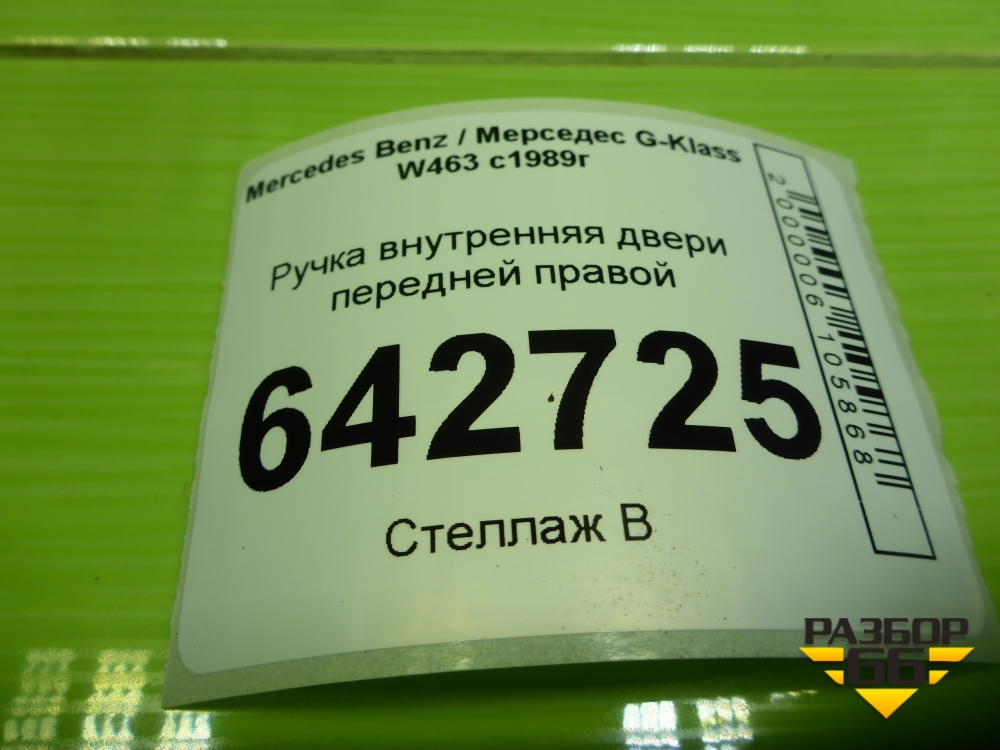 Mercedes Benz / Мерседес G-Klass
W463 с1989г
Ручка внутренняя двери
передней правой
642725
Стеллаж В
2000006105868
РАЗБОР
66